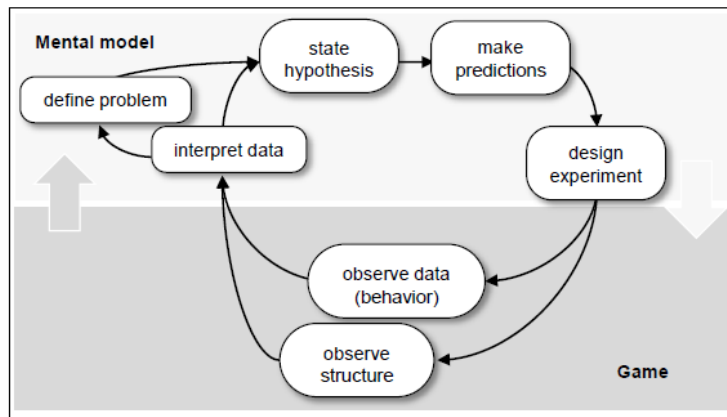 Mental model
state
hypothesis
make
predictions
define problem
interpret data
design
experiment
observe data
(behavior)
observe
structure
Game